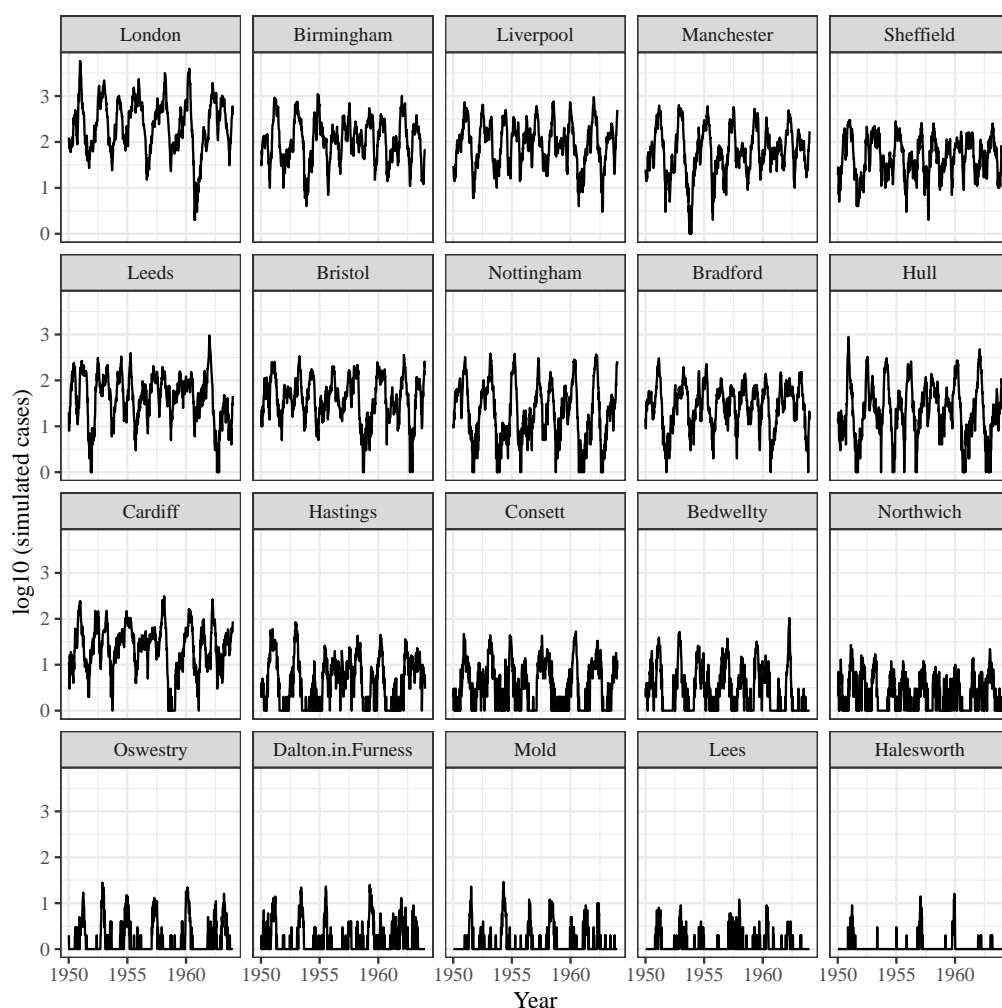 London Birmingham Liverpool Manchester Sheffield
3
2
1
0
Leeds Bristol Nottingham Bradford Hull
3
2
1
0
Cardiff Hastings Consett Bedwellty Northwich
3
2
1
0
Oswestry Dalton.in.Furness Mold Lees Halesworth
3
2
1
0
1950 1955 1960 1950 1955 1960 1950 1955 1960 1950 1955 1960 1950 1955 1960
Year
log10 (simulated cases)